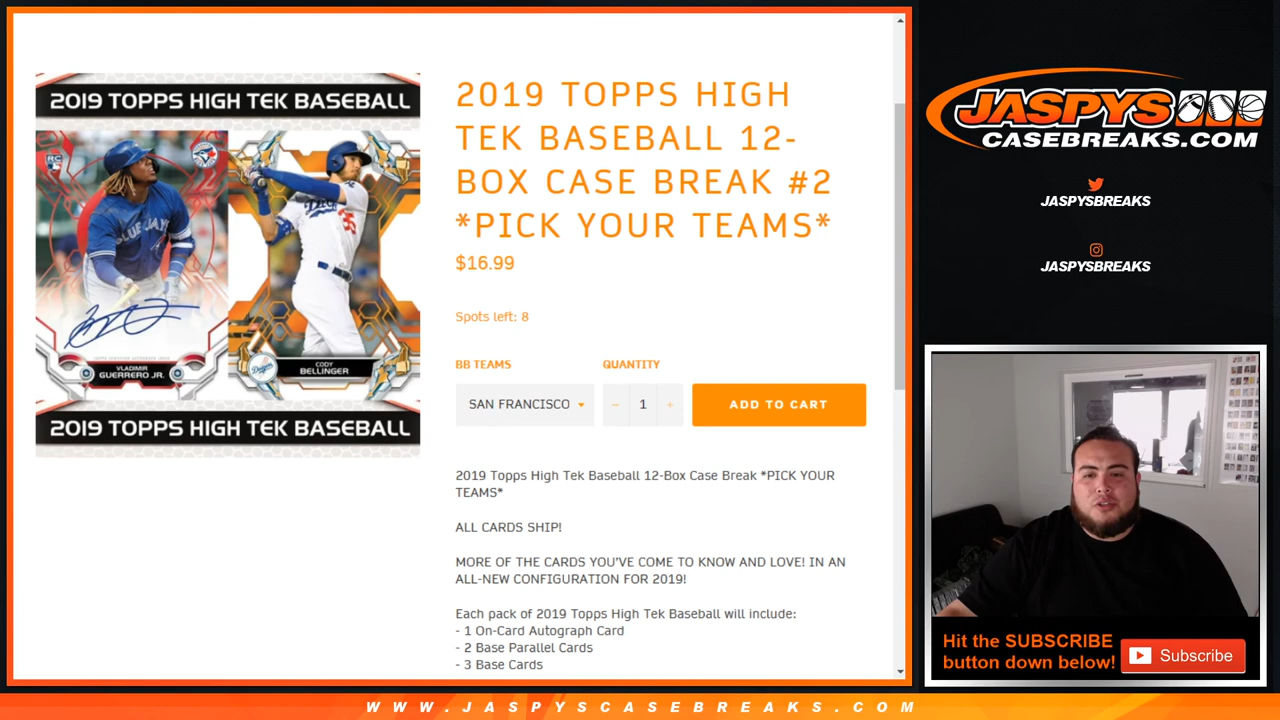 2019 TOPPS HIGH TEK BASEBALL
RC
VLADIMIR
GUERRERO JR.
Dodgers
35
CODY
BELLINGER
2019 TOPPS HIGH TEK BASEBALL
2019 TOPPS HIGH
TEK BASEBALL 12-
BOX CASE BREAK #2
*PICK YOUR TEAMS*
$16.99
Spots left: 8
BB TEAMS
QUANTITY
SAN FRANCISCO
− 1 +
ADD TO CART
2019 Topps High Tek Baseball 12-Box Case Break *PICK YOUR
TEAMS*
ALL CARDS SHIP!
MORE OF THE CARDS YOU'VE COME TO KNOW AND LOVE! IN AN
ALL-NEW CONFIGURATION FOR 2019!
Each pack of 2019 Topps High Tek Baseball will include:
- 1 On-Card Autograph Card
- 2 Base Parallel Cards
- 3 Base Cards
JASPYS
CASEBREAKS.COM
JASPYSBREAKS
JASPYSBREAKS
Hit the SUBSCRIBE
button down below!
Subscribe
WWW.JASPYSCASEBREAKS.COM